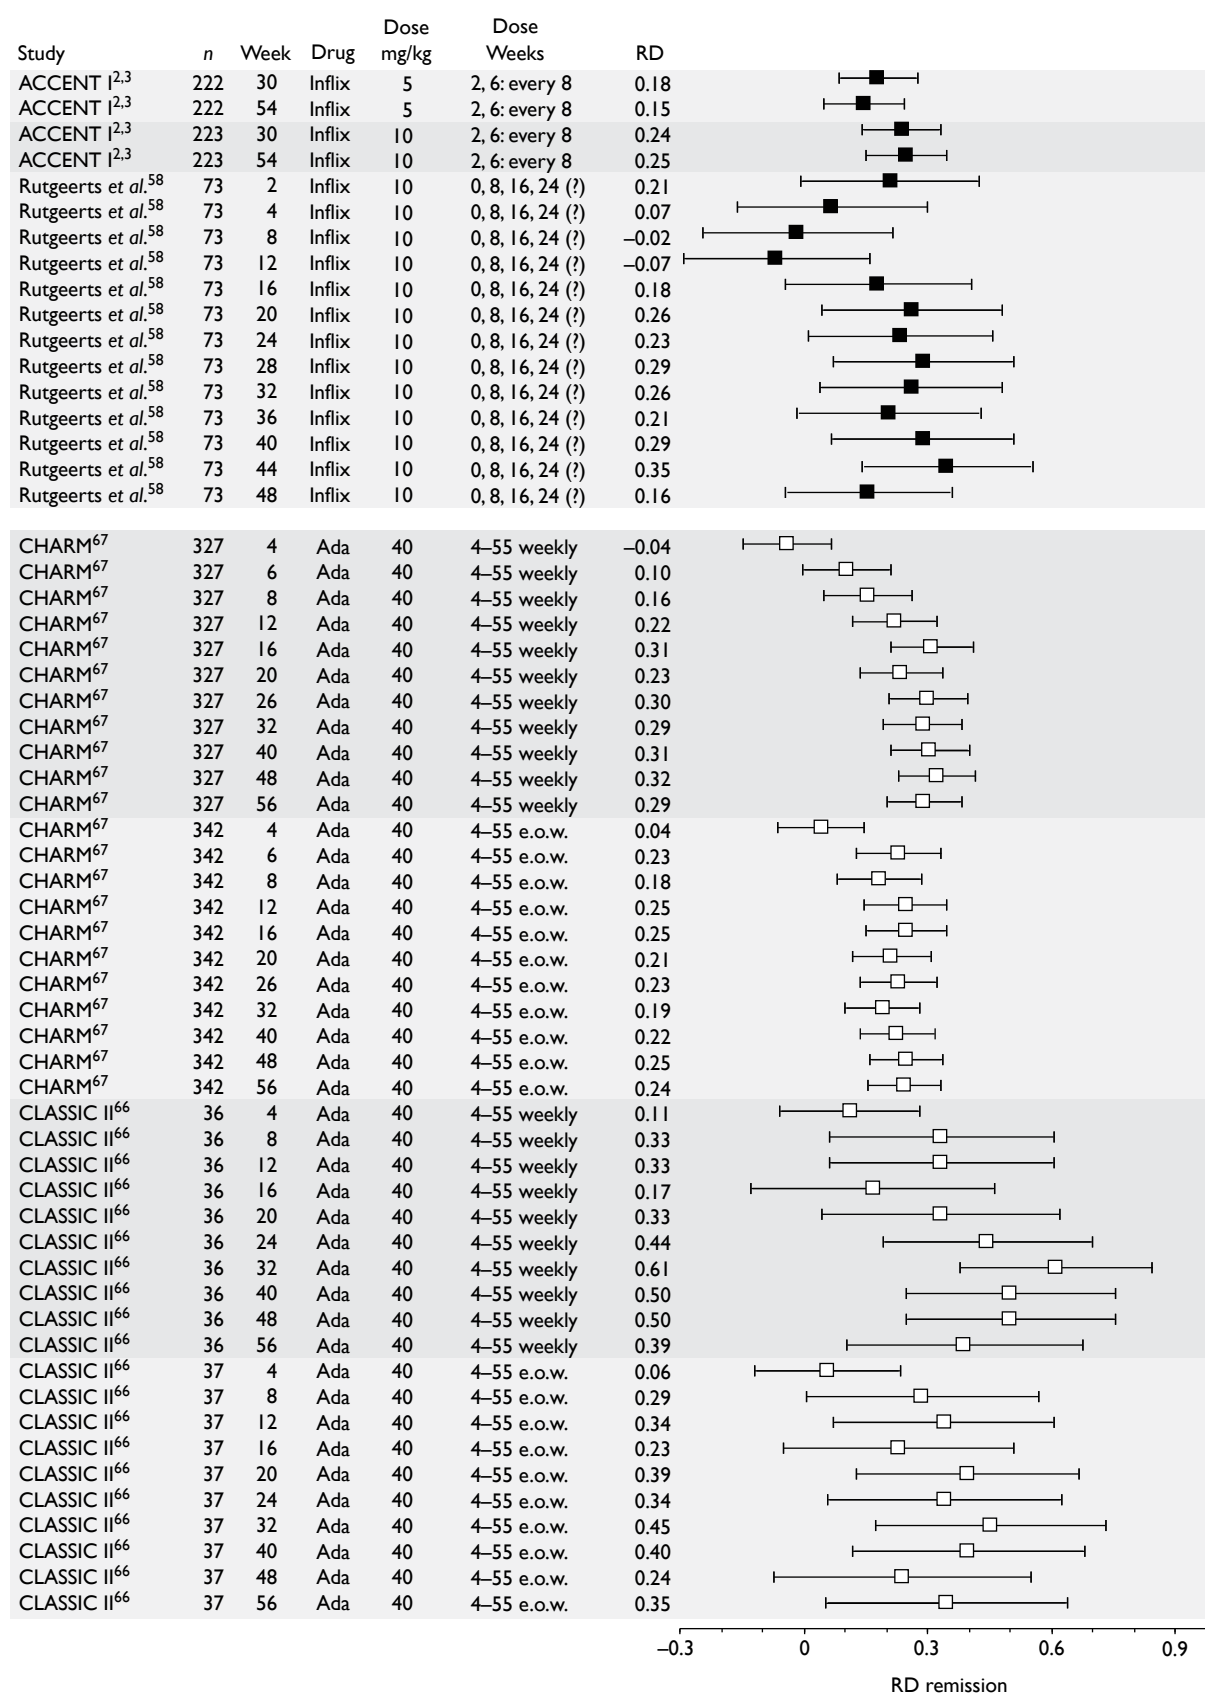 Study n Week Drug Dose mg/kg Dose Weeks RD
ACCENT I2,3 222 30 Inflix 5 2, 6: every 8 0.18
ACCENT I2,3 222 54 Inflix 5 2, 6: every 8 0.15
ACCENT I2,3 223 30 Inflix 10 2, 6: every 8 0.24
ACCENT I2,3 223 54 Inflix 10 2, 6: every 8 0.25
Rutgeerts et al.58 73 2 Inflix 10 0, 8, 16, 24 (?) 0.21
Rutgeerts et al.58 73 4 Inflix 10 0, 8, 16, 24 (?) 0.07
Rutgeerts et al.58 73 8 Inflix 10 0, 8, 16, 24 (?) –0.02
Rutgeerts et al.58 73 12 Inflix 10 0, 8, 16, 24 (?) –0.07
Rutgeerts et al.58 73 16 Inflix 10 0, 8, 16, 24 (?) 0.18
Rutgeerts et al.58 73 20 Inflix 10 0, 8, 16, 24 (?) 0.26
Rutgeerts et al.58 73 24 Inflix 10 0, 8, 16, 24 (?) 0.23
Rutgeerts et al.58 73 28 Inflix 10 0, 8, 16, 24 (?) 0.29
Rutgeerts et al.58 73 32 Inflix 10 0, 8, 16, 24 (?) 0.26
Rutgeerts et al.58 73 36 Inflix 10 0, 8, 16, 24 (?) 0.21
Rutgeerts et al.58 73 40 Inflix 10 0, 8, 16, 24 (?) 0.29
Rutgeerts et al.58 73 44 Inflix 10 0, 8, 16, 24 (?) 0.35
Rutgeerts et al.58 73 48 Inflix 10 0, 8, 16, 24 (?) 0.16
CHARM67 327 4 Ada 40 4–55 weekly –0.04
CHARM67 327 6 Ada 40 4–55 weekly 0.10
CHARM67 327 8 Ada 40 4–55 weekly 0.16
CHARM67 327 12 Ada 40 4–55 weekly 0.22
CHARM67 327 16 Ada 40 4–55 weekly 0.31
CHARM67 327 20 Ada 40 4–55 weekly 0.23
CHARM67 327 26 Ada 40 4–55 weekly 0.30
CHARM67 327 32 Ada 40 4–55 weekly 0.29
CHARM67 327 40 Ada 40 4–55 weekly 0.31
CHARM67 327 48 Ada 40 4–55 weekly 0.32
CHARM67 327 56 Ada 40 4–55 weekly 0.29
CHARM67 342 4 Ada 40 4–55 e.o.w. 0.04
CHARM67 342 6 Ada 40 4–55 e.o.w. 0.23
CHARM67 342 8 Ada 40 4–55 e.o.w. 0.18
CHARM67 342 12 Ada 40 4–55 e.o.w. 0.25
CHARM67 342 16 Ada 40 4–55 e.o.w. 0.25
CHARM67 342 20 Ada 40 4–55 e.o.w. 0.21
CHARM67 342 26 Ada 40 4–55 e.o.w. 0.23
CHARM67 342 32 Ada 40 4–55 e.o.w. 0.19
CHARM67 342 40 Ada 40 4–55 e.o.w. 0.22
CHARM67 342 48 Ada 40 4–55 e.o.w. 0.25
CHARM67 342 56 Ada 40 4–55 e.o.w. 0.24
CLASSIC II66 36 4 Ada 40 4–55 weekly 0.11
CLASSIC II66 36 8 Ada 40 4–55 weekly 0.33
CLASSIC II66 36 12 Ada 40 4–55 weekly 0.33
CLASSIC II66 36 16 Ada 40 4–55 weekly 0.17
CLASSIC II66 36 20 Ada 40 4–55 weekly 0.33
CLASSIC II66 36 24 Ada 40 4–55 weekly 0.44
CLASSIC II66 36 32 Ada 40 4–55 weekly 0.61
CLASSIC II66 36 40 Ada 40 4–55 weekly 0.50
CLASSIC II66 36 48 Ada 40 4–55 weekly 0.50
CLASSIC II66 36 56 Ada 40 4–55 weekly 0.39
CLASSIC II66 37 4 Ada 40 4–55 e.o.w. 0.06
CLASSIC II66 37 8 Ada 40 4–55 e.o.w. 0.29
CLASSIC II66 37 12 Ada 40 4–55 e.o.w. 0.34
CLASSIC II66 37 16 Ada 40 4–55 e.o.w. 0.23
CLASSIC II66 37 20 Ada 40 4–55 e.o.w. 0.39
CLASSIC II66 37 24 Ada 40 4–55 e.o.w. 0.34
CLASSIC II66 37 32 Ada 40 4–55 e.o.w. 0.45
CLASSIC II66 37 40 Ada 40 4–55 e.o.w. 0.40
CLASSIC II66 37 48 Ada 40 4–55 e.o.w. 0.24
CLASSIC II66 37 56 Ada 40 4–55 e.o.w. 0.35
–0.3 0 0.3 0.6 0.9
RD remission